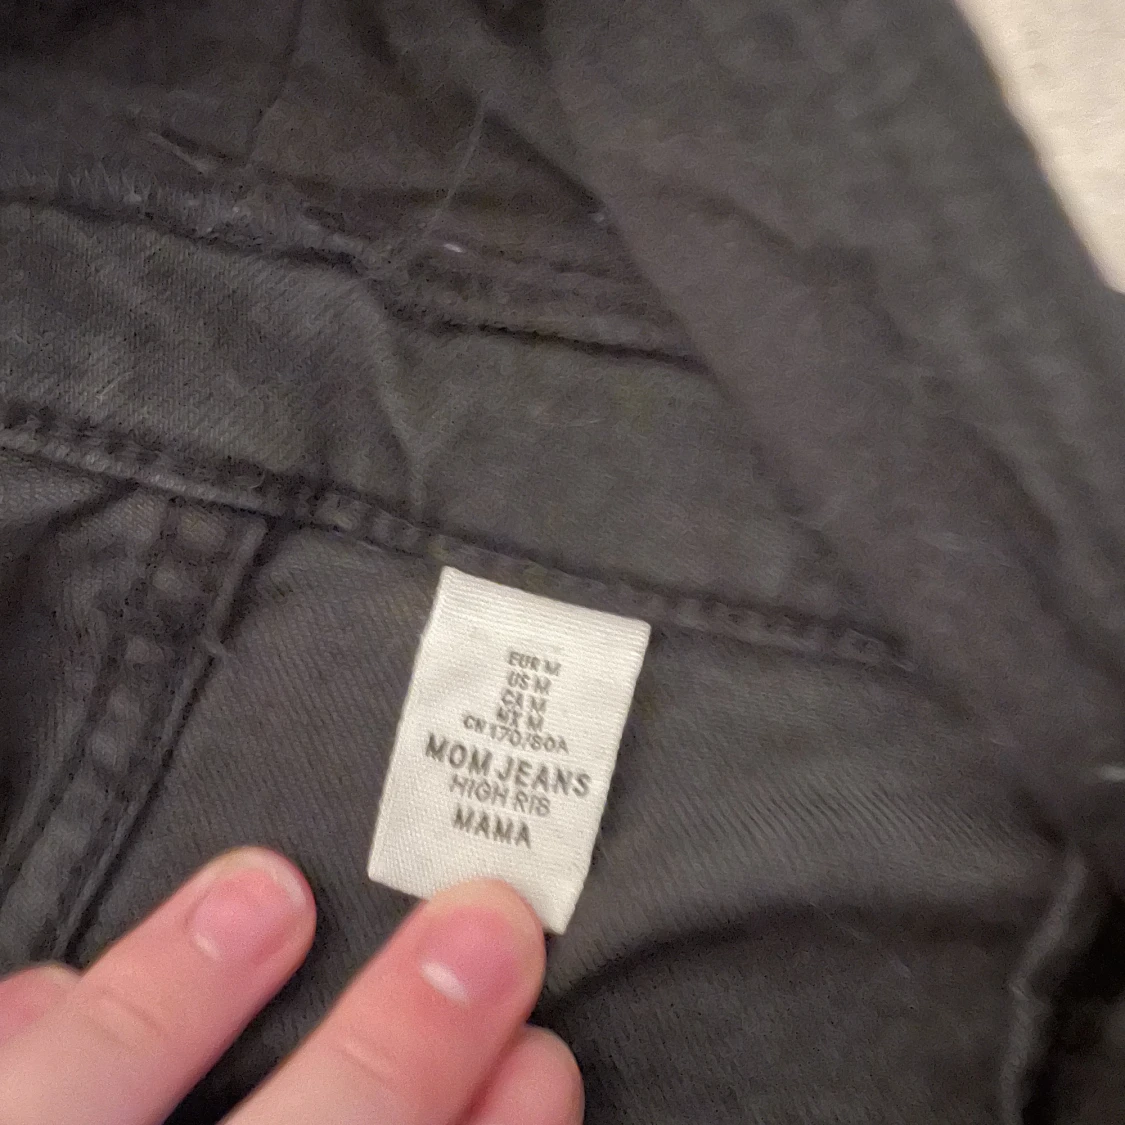 EUR M
US M
CA M
MX M
CN 170/80A
MOM JEANS
HIGH RIB
MAMA